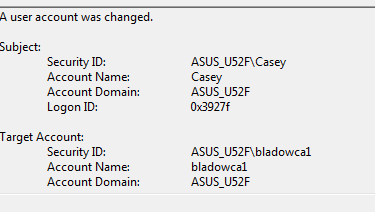 A user account was changed.
Subject:
Security ID: ASUS_U52F\Casey
Account Name: Casey
Account Domain: ASUS_U52F
Logon ID: 0x3927f
Target Account:
Security ID: ASUS_U52F\bladowca1
Account Name: bladowca1
Account Domain: ASUS_U52F